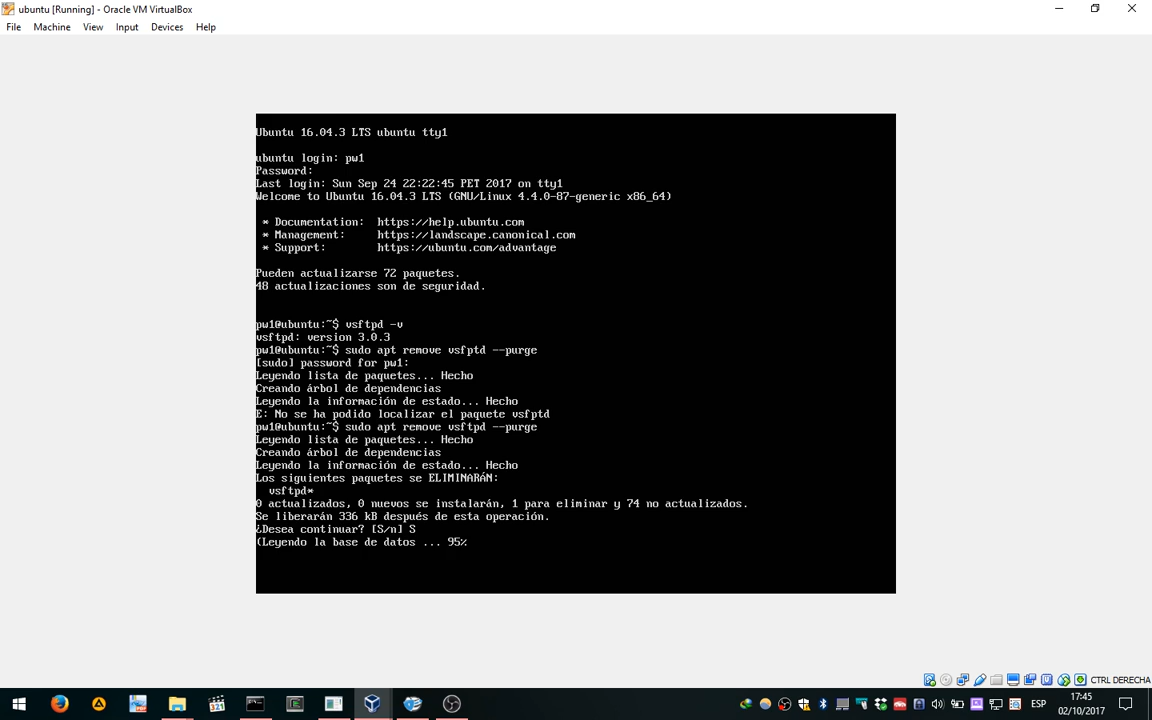 ubuntu [Running] - Oracle VM VirtualBox
File Machine View Input Devices Help
Ubuntu 16.04.3 LTS ubuntu tty1
ubuntu login: pw1
Password:
Last login: Sun Sep 24 22:22:45 PET 2017 on tty1
Welcome to Ubuntu 16.04.3 LTS (GNU/Linux 4.4.0-87-generic x86_64)
* Documentation: https://help.ubuntu.com
* Management: https://landscape.canonical.com
* Support: https://ubuntu.com/advantage
Pueden actualizarse 72 paquetes.
48 actualizaciones son de seguridad.
pw1@ubuntu:~$ vsftpd -v
vsftpd: version 3.0.3
pw1@ubuntu:~$ sudo apt remove vsfptd --purge
[sudo] password for pw1:
Leyendo lista de paquetes... Hecho
Creando árbol de dependencias
Leyendo la información de estado... Hecho
E: No se ha podido localizar el paquete vsfptd
pw1@ubuntu:~$ sudo apt remove vsftpd --purge
Leyendo lista de paquetes... Hecho
Creando árbol de dependencias
Leyendo la información de estado... Hecho
Los siguientes paquetes se ELIMINARÁN:
vsftpd*
0 actualizados, 0 nuevos se instalarán, 1 para eliminar y 74 no actualizados.
Se liberarán 336 kB después de esta operación.
¿Desea continuar? [S/n] S
(Leyendo la base de datos ... 95%
CTRL DERECHA
ESP
17:45
02/10/2017